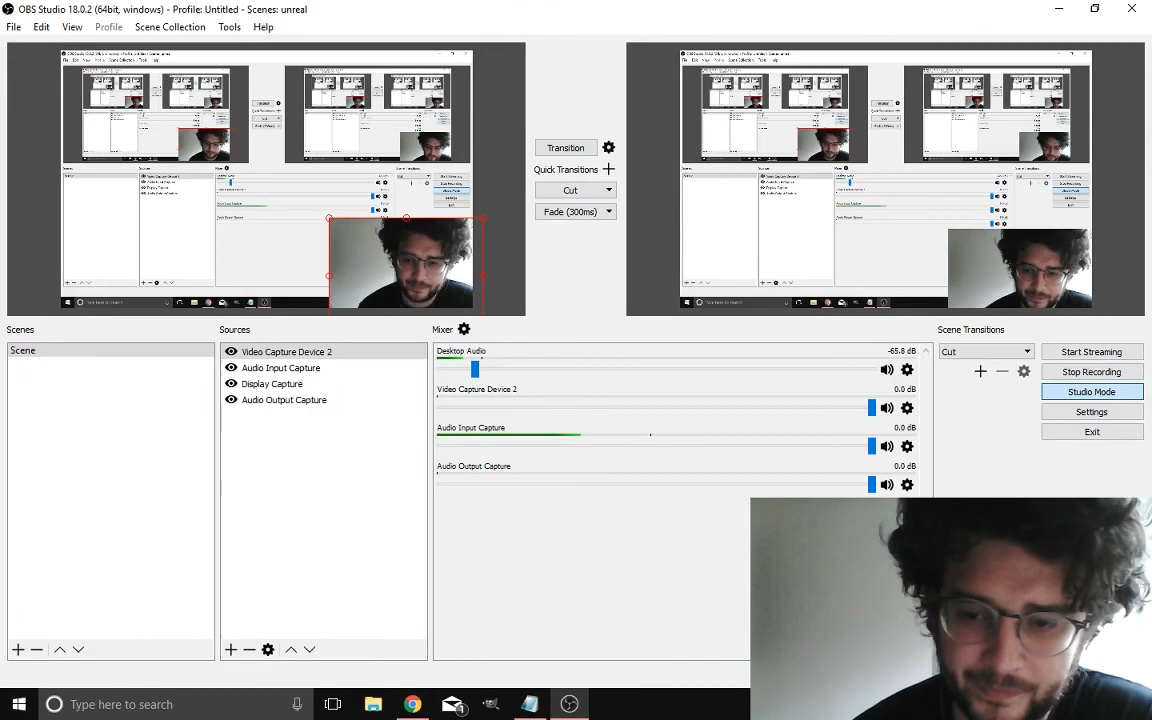 OBS Studio 18.0.2 (64bit, windows) - Profile: Untitled - Scenes: unreal
File Edit View Profile Scene Collection Tools Help
Transition
Quick Transitions
Cut
Fade (300ms)
Scenes
Scene
Sources
Video Capture Device 2
Audio Input Capture
Display Capture
Audio Output Capture
Mixer
Desktop Audio -65.8 dB
Video Capture Device 2 0.0 dB
Audio Input Capture 0.0 dB
Audio Output Capture 0.0 dB
Scene Transitions
Cut
Start Streaming
Stop Recording
Studio Mode
Settings
Exit
Type here to search
1